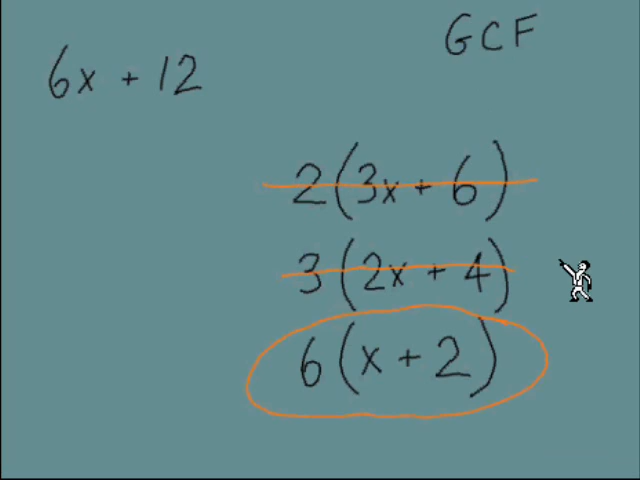 GCF
6x + 12
2(3x + 6)
3(2x + 4)
6(x + 2)